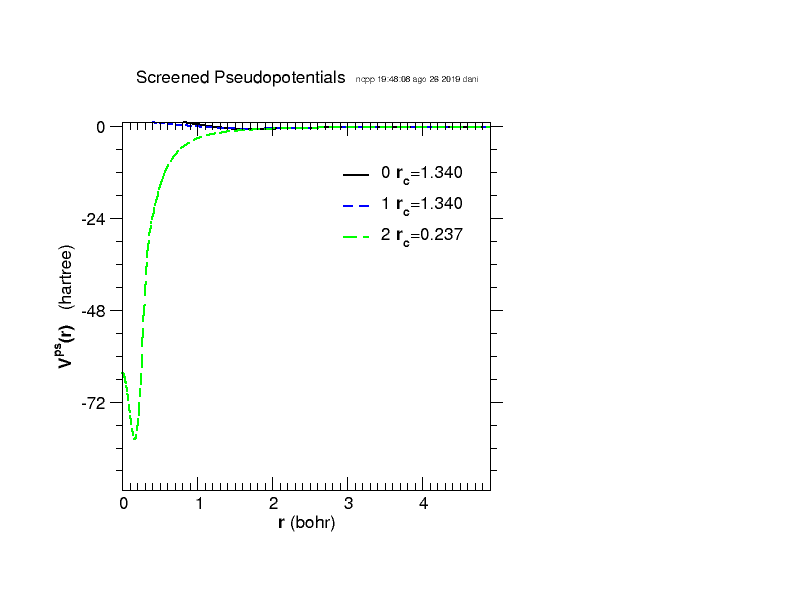 Screened Pseudopotentials ncpp 19:48:08 ago 26 2019 dani
0
-24
-48
-72
V^ps(r) (hartree)
0 r_c=1.340
1 r_c=1.340
2 r_c=0.237
0 1 2 3 4
r (bohr)